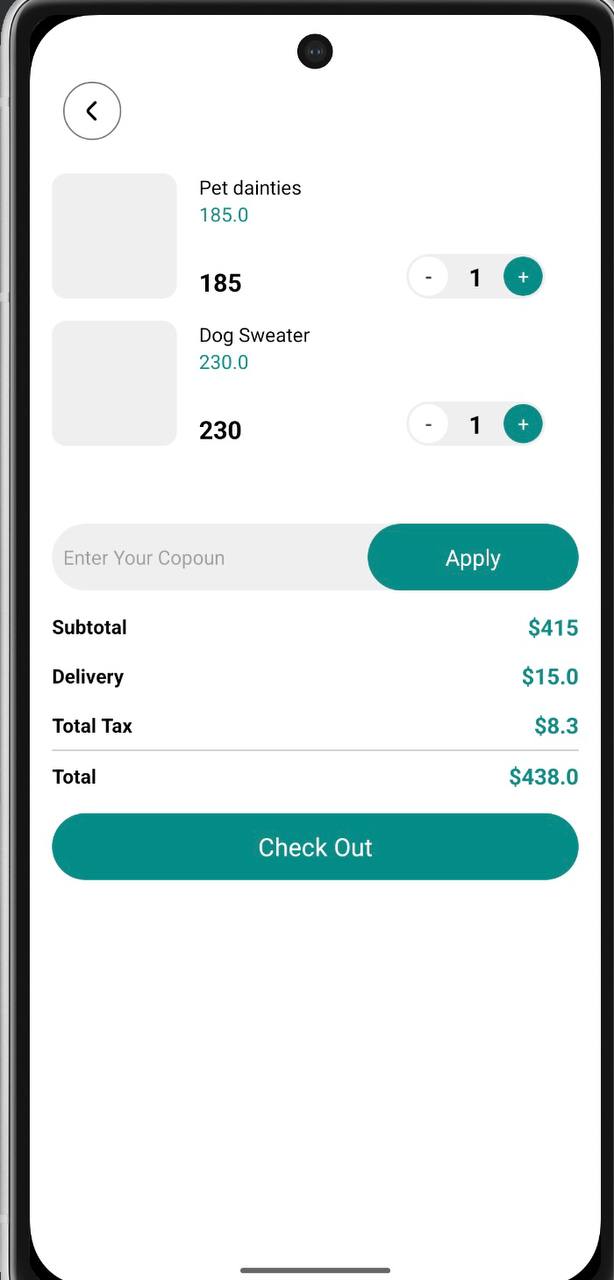 Pet dainties
185.0
185
- 1 +
Dog Sweater
230.0
230
- 1 +
Enter Your Copoun
Apply
Subtotal $415
Delivery $15.0
Total Tax $8.3
Total $438.0
Check Out